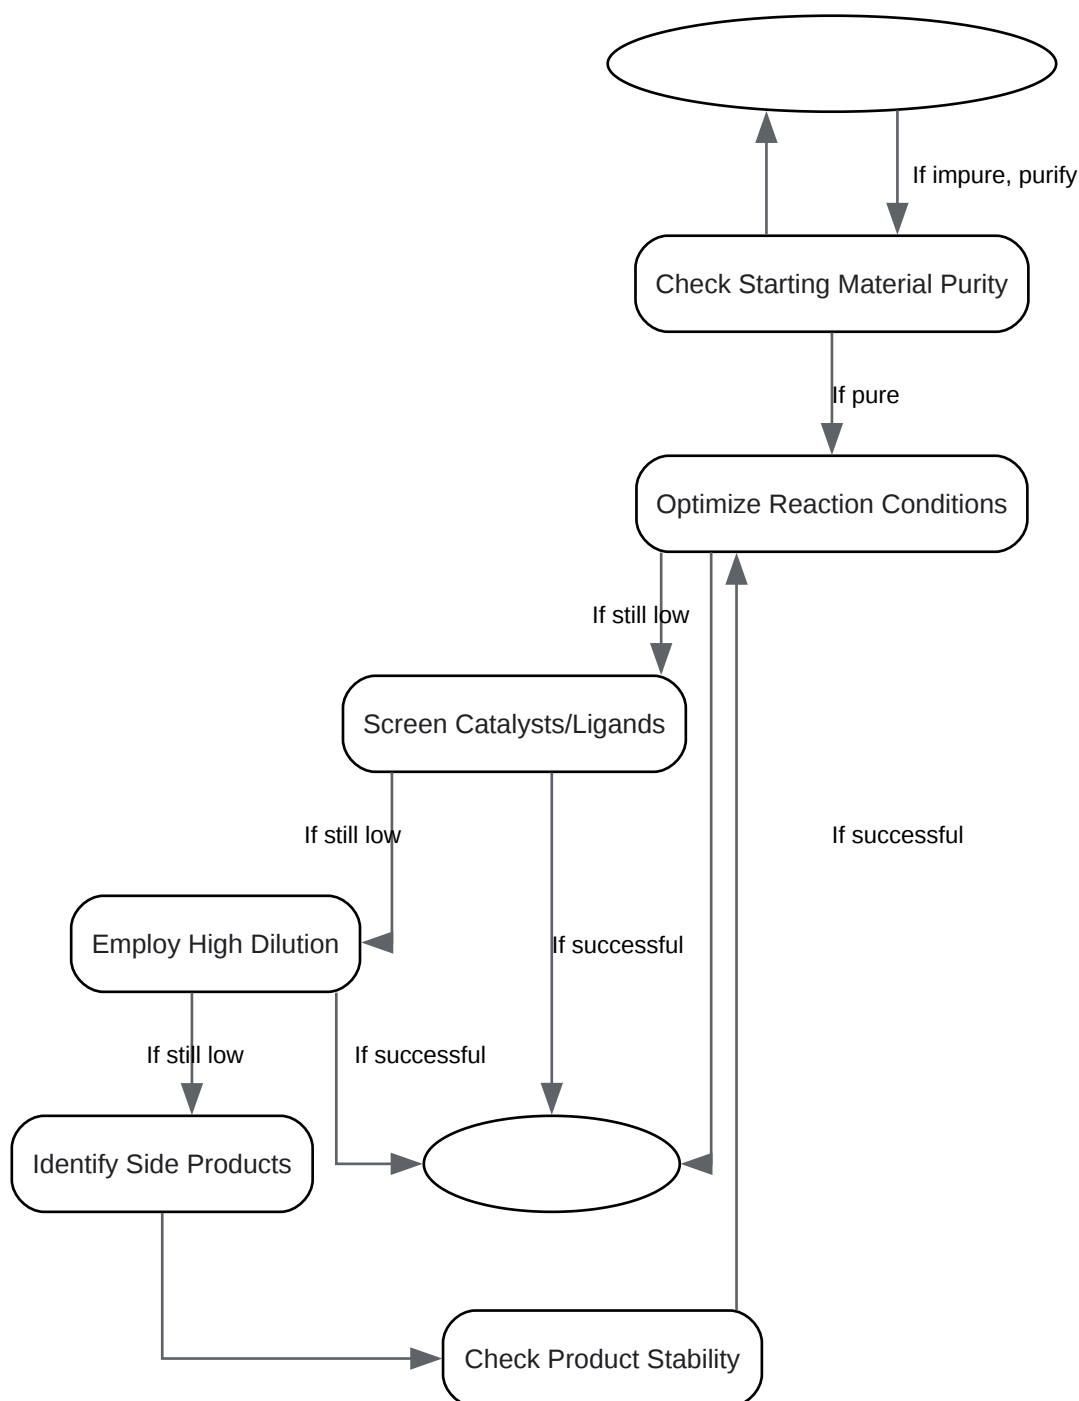 If impure, purify
Check Starting Material Purity
If pure
Optimize Reaction Conditions
If still low
Screen Catalysts/Ligands
If still low
If successful
Employ High Dilution
If successful
If still low
If successful
Identify Side Products
Check Product Stability